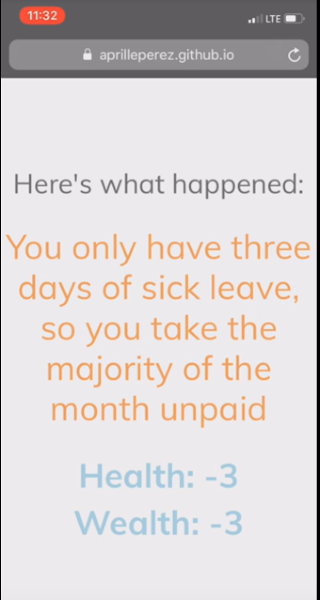 11:32
LTE
aprilleperez.github.io
Here's what happened:
You only have three
days of sick leave,
so you take the
majority of the
month unpaid
Health: -3
Wealth: -3